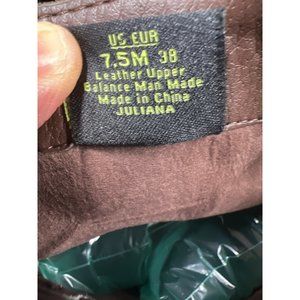 US EUR
7.5M 38
Leather Upper
Balance Man Made
Made in China
JULIANA